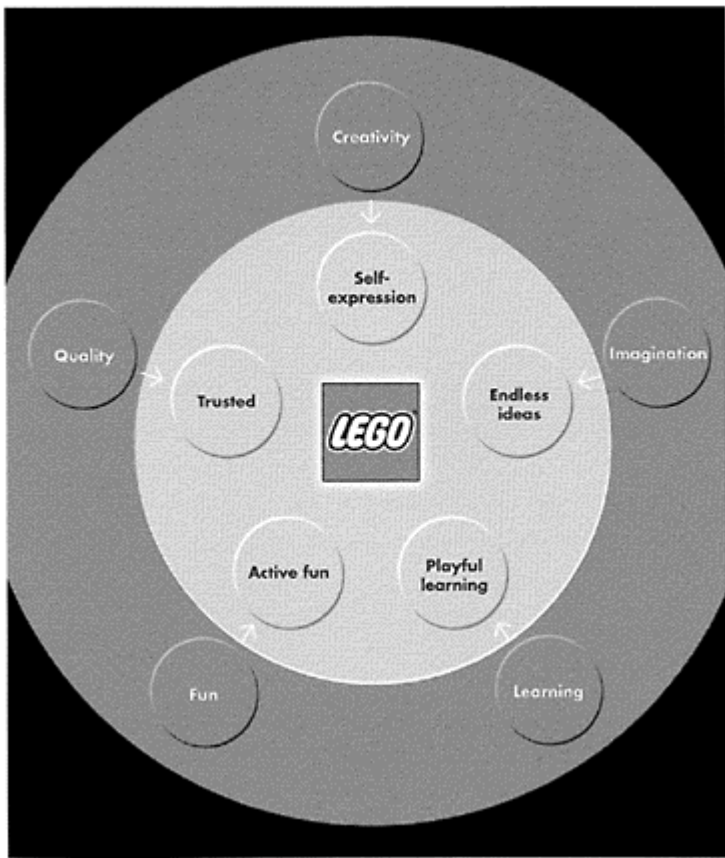 Creativity
Self-
expression
Quality
Imagination
Trusted
Endless
ideas
LEGO
Active fun
Playful
learning
Fun
Learning